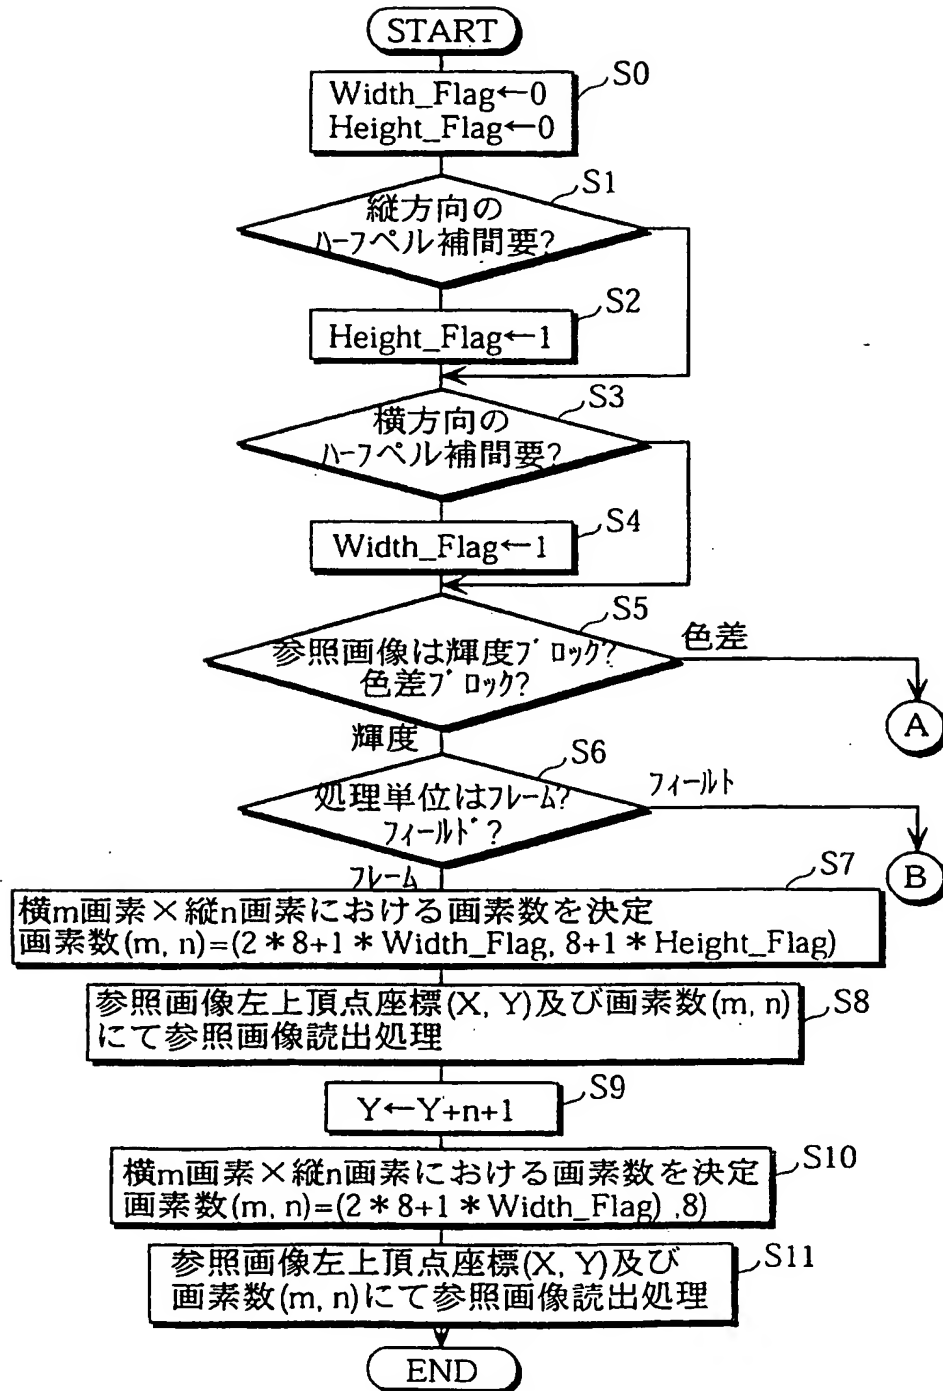 START
S0
Width_Flag←0
Height_Flag←0
S1
縦方向の
ハーフペル補間要?
S2
Height_Flag←1
S3
横方向の
ハーフペル補間要?
S4
Width_Flag←1
S5
参照画像は輝度ブロック?
色差ブロック?
色差
A
輝度
S6
処理単位はフレーム?
フィールド?
フィールト
B
フレーム
S7
横m画素×縦n画素における画素数を決定
画素数(m, n)=(2*8+1*Width_Flag, 8+1*Height_Flag)
S8
参照画像左上頂点座標(X, Y)及び画素数(m, n)
にて参照画像読出処理
S9
Y←Y+n+1
S10
横m画素×縦n画素における画素数を決定
画素数(m, n)=(2*8+1*Width_Flag) ,8)
S11
参照画像左上頂点座標(X, Y)及び
画素数(m, n)にて参照画像読出処理
END